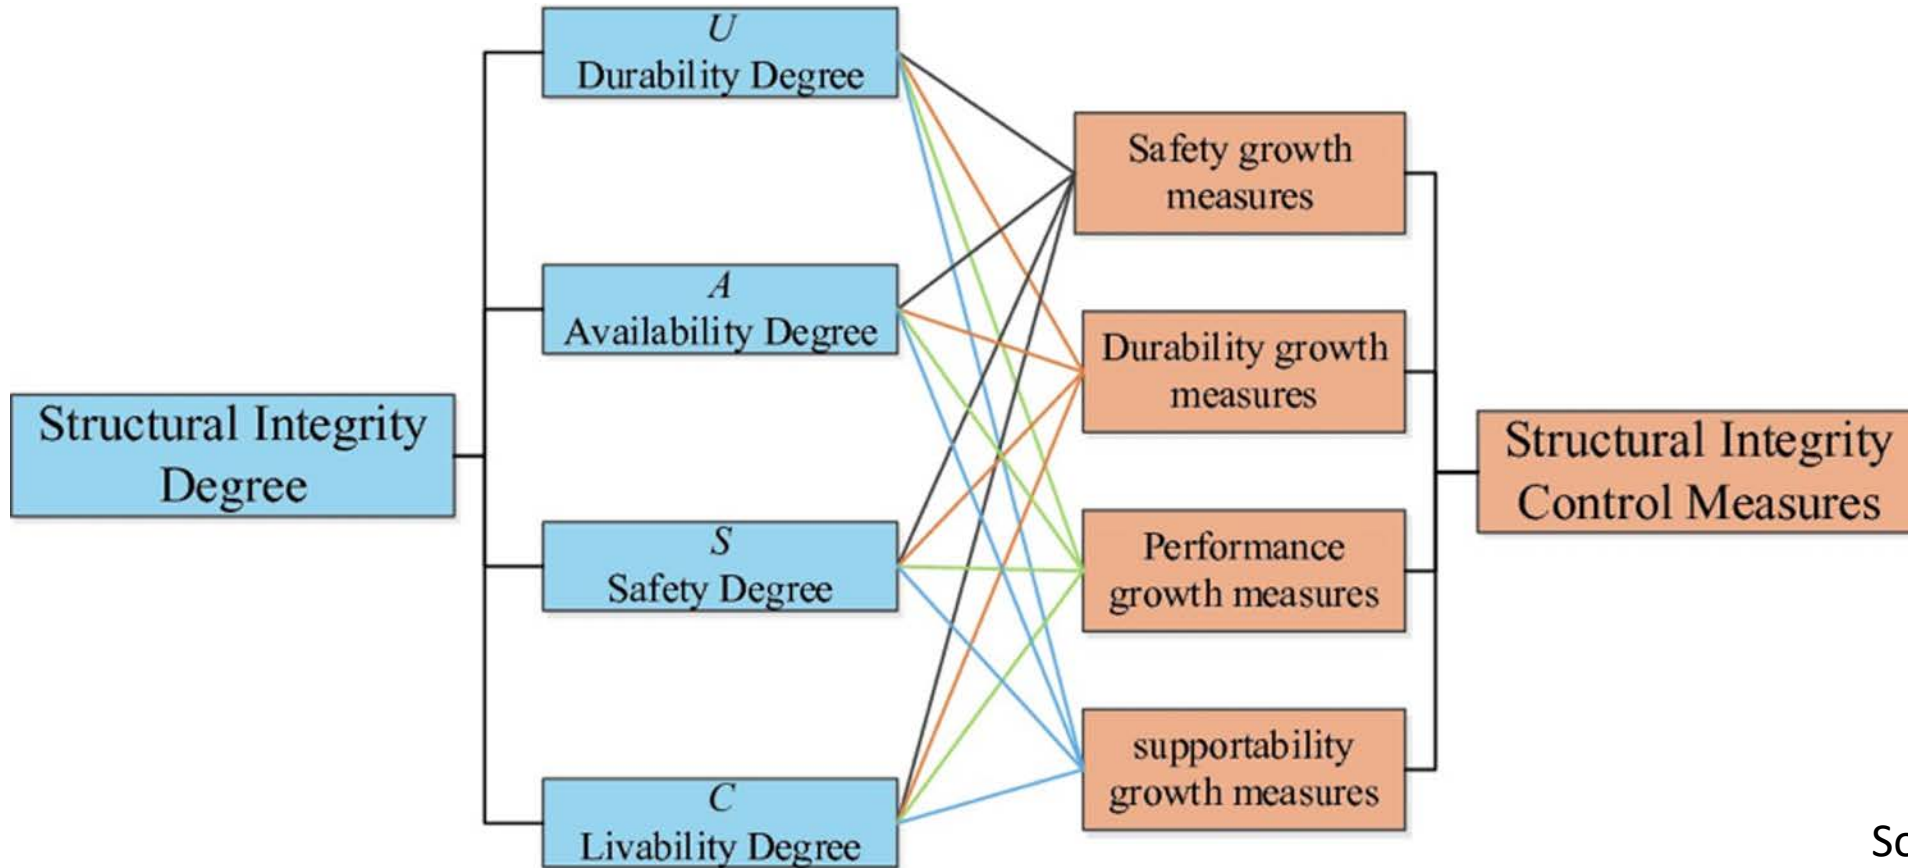 U
Durability Degree
A
Availability Degree
Structural Integrity
Degree
S
Safety Degree
C
Livability Degree
Safety growth
measures
Durability growth
measures
Performance
growth measures
supportability
growth measures
Structural Integrity
Control Measures